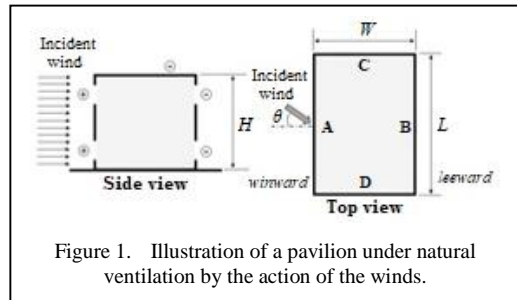 Incident
wind
⊕
⊖
⊖
⊕
⊖
H
Side view
W
C
Incident
wind
θ
A
B
L
D
winward
leeward
Top view
Figure 1. Illustration of a pavilion under natural
ventilation by the action of the winds.